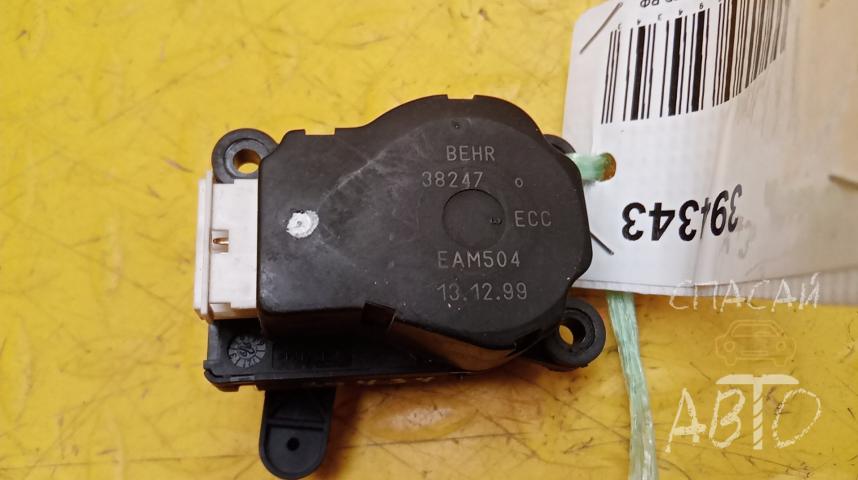 BEHR
38247
ECC
EAM504
13.12.99
394343
СПАСАЙ
АВТО